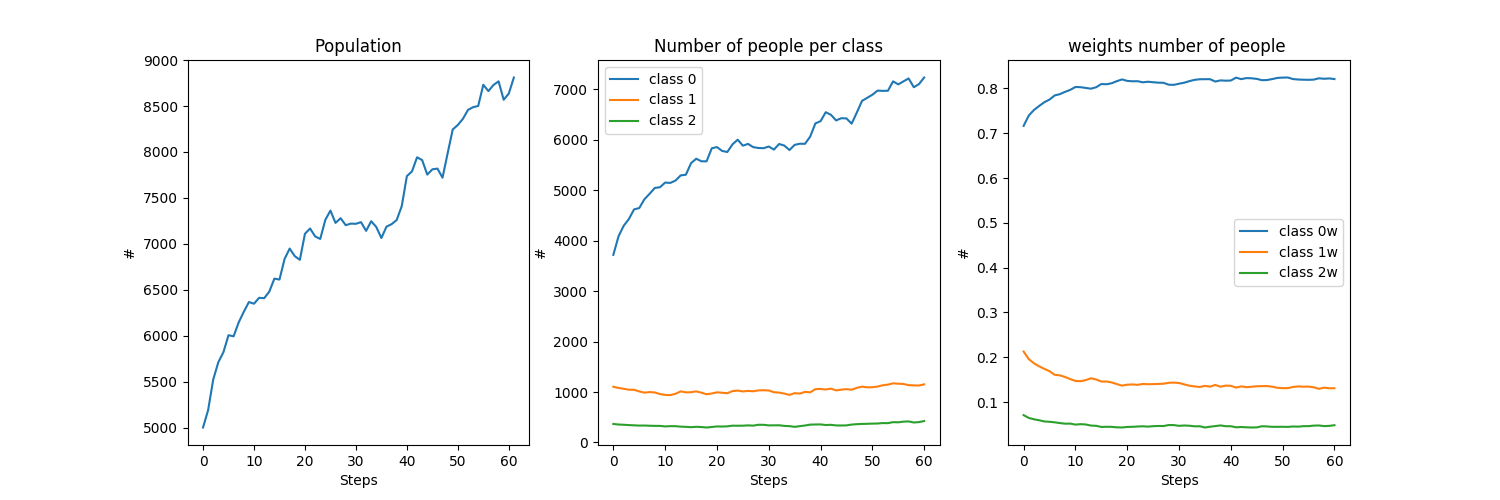 Population
9000
8500
8000
7500
7000
6500
6000
5500
5000
#
0 10 20 30 40 50 60
Steps
Number of people per class
class 0
class 1
class 2
7000
6000
5000
4000
3000
2000
1000
0
#
0 10 20 30 40 50 60
Steps
weights number of people
0.8
0.7
0.6
0.5
0.4
0.3
0.2
0.1
#
class 0w
class 1w
class 2w
0 10 20 30 40 50 60
Steps